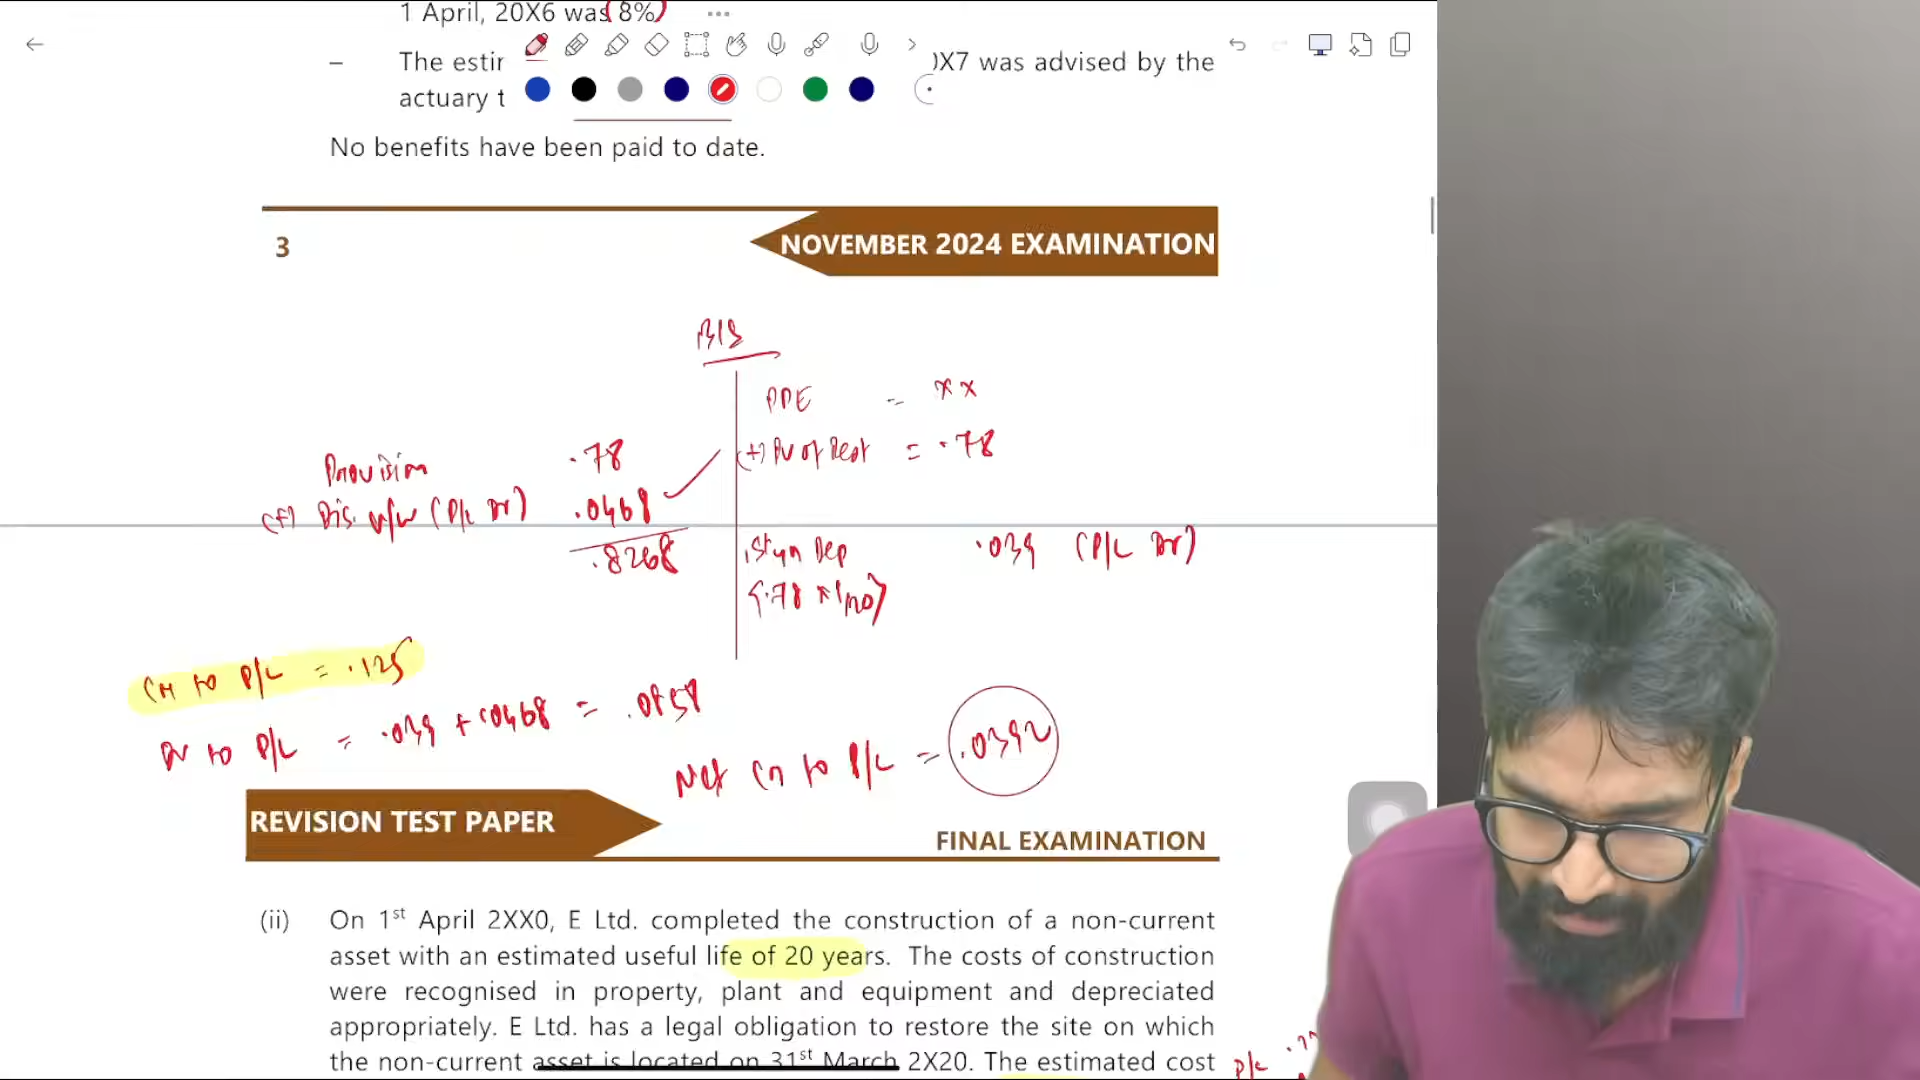 1 April, 20X6 was (8%)
– The estir )X7 was advised by the
actuary t
No benefits have been paid to date.
3
NOVEMBER 2024 EXAMINATION
B/S
PPE = xx
Provision .78
(+) PV of Rest = .78
(+) Dis. u/w (P/L Dr) .0468
.8268
1st yr Dep .039 (P/L Dr)
{.78 x 1/20}
Cr to P/L = .125
Dr to P/L = .039 + .0468 = .0858
Net Cr to P/L = .0392
REVISION TEST PAPER
FINAL EXAMINATION
(ii) On 1st April 2XX0, E Ltd. completed the construction of a non-current
asset with an estimated useful life of 20 years. The costs of construction
were recognised in property, plant and equipment and depreciated
appropriately. E Ltd. has a legal obligation to restore the site on which
the non-current asset is located on 31st March 2X20. The estimated cost
P/L